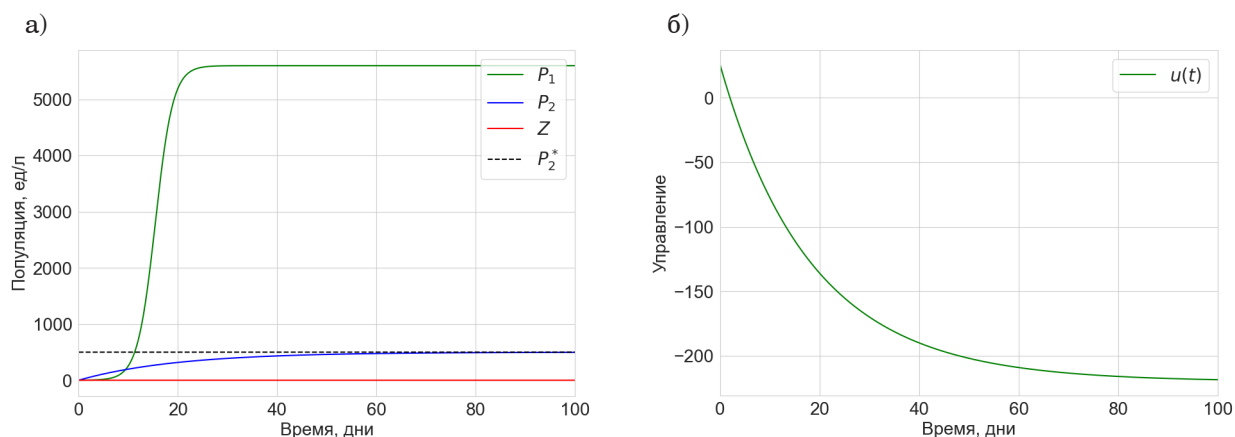 а)
5000
4000
3000
2000
1000
0
Популяция, ед/л
0 20 40 60 80 100
Время, дни
P₁
P₂
Z
P₂*
б)
0
−50
−100
−150
−200
Управление
0 20 40 60 80 100
Время, дни
u(t)